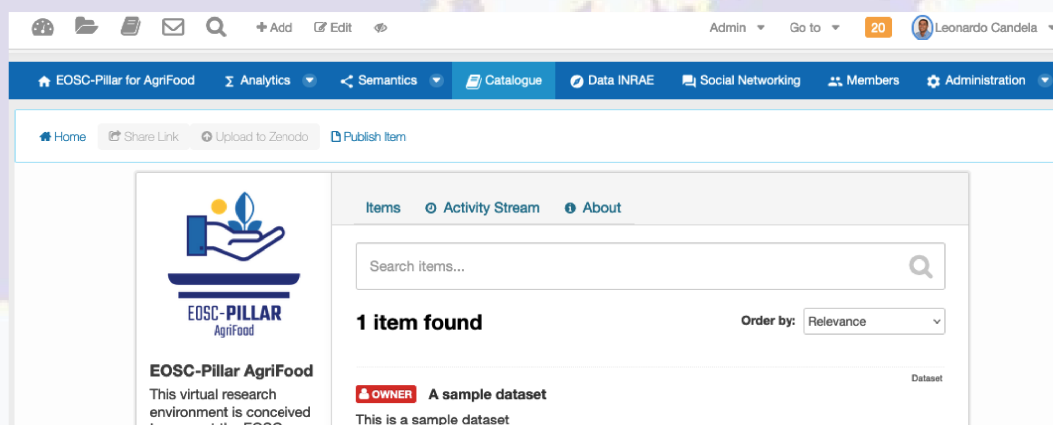 Add Edit Admin Go to 20 Leonardo Candela
EOSC-Pillar for AgriFood Analytics Semantics Catalogue Data INRAE Social Networking Members Administration
Home Share Link Upload to Zenodo Publish Item
Items Activity Stream About
Search items...
EOSC-PILLAR
AgriFood
1 item found Order by: Relevance
EOSC-Pillar AgriFood
This virtual research
environment is conceived
Dataset
OWNER A sample dataset
This is a sample dataset